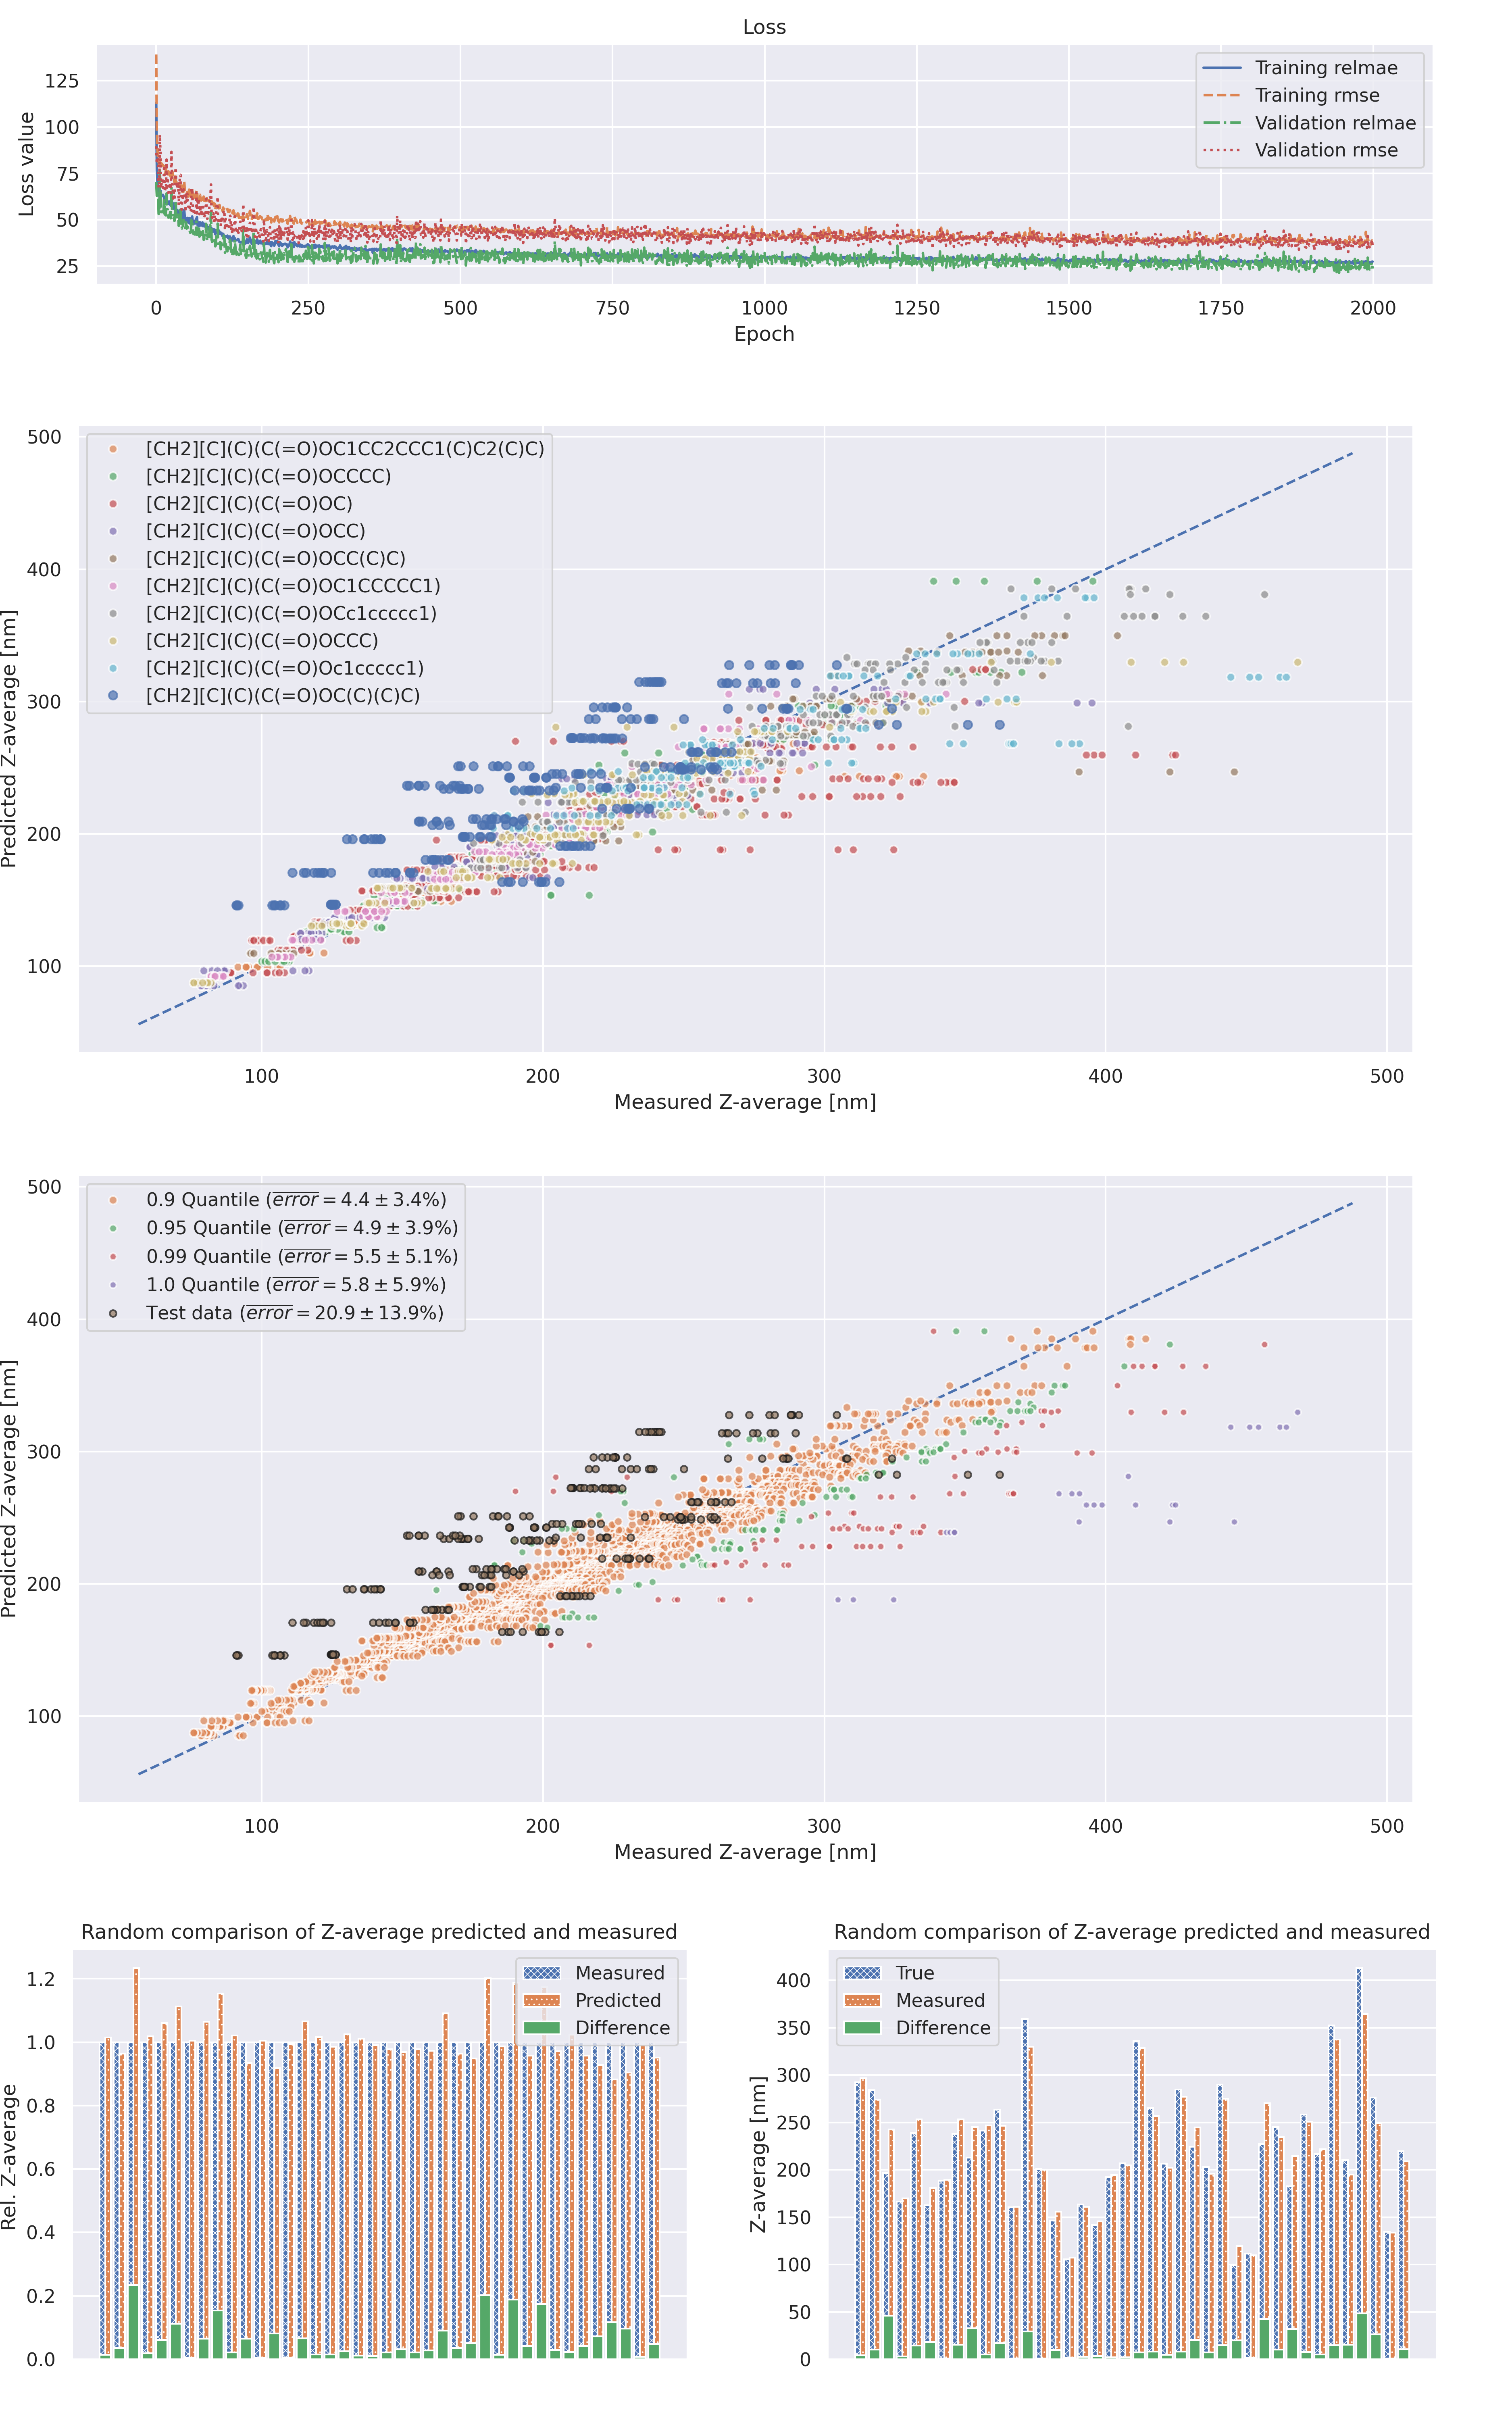 Loss
Loss value
125
100
75
50
25
Training relmae
Training rmse
Validation relmae
Validation rmse
0 250 500 750 1000 1250 1500 1750 2000
Epoch
Predicted Z-average [nm]
500
400
300
200
100
[CH2][C](C)(C(=O)OC1CC2CCC1(C)C2(C)C)
[CH2][C](C)(C(=O)OCCCC)
[CH2][C](C)(C(=O)OC)
[CH2][C](C)(C(=O)OCC)
[CH2][C](C)(C(=O)OCC(C)C)
[CH2][C](C)(C(=O)OC1CCCCC1)
[CH2][C](C)(C(=O)OCc1ccccc1)
[CH2][C](C)(C(=O)OCCC)
[CH2][C](C)(C(=O)Oc1ccccc1)
[CH2][C](C)(C(=O)OC(C)(C)C)
100 200 300 400 500
Measured Z-average [nm]
Predicted Z-average [nm]
500
400
300
200
100
0.9 Quantile (error = 4.4 ± 3.4%)
0.95 Quantile (error = 4.9 ± 3.9%)
0.99 Quantile (error = 5.5 ± 5.1%)
1.0 Quantile (error = 5.8 ± 5.9%)
Test data (error = 20.9 ± 13.9%)
100 200 300 400 500
Measured Z-average [nm]
Random comparison of Z-average predicted and measured
Rel. Z-average
1.2
1.0
0.8
0.6
0.4
0.2
0.0
Measured
Predicted
Difference
Random comparison of Z-average predicted and measured
Z-average [nm]
400
350
300
250
200
150
100
50
0
True
Measured
Difference